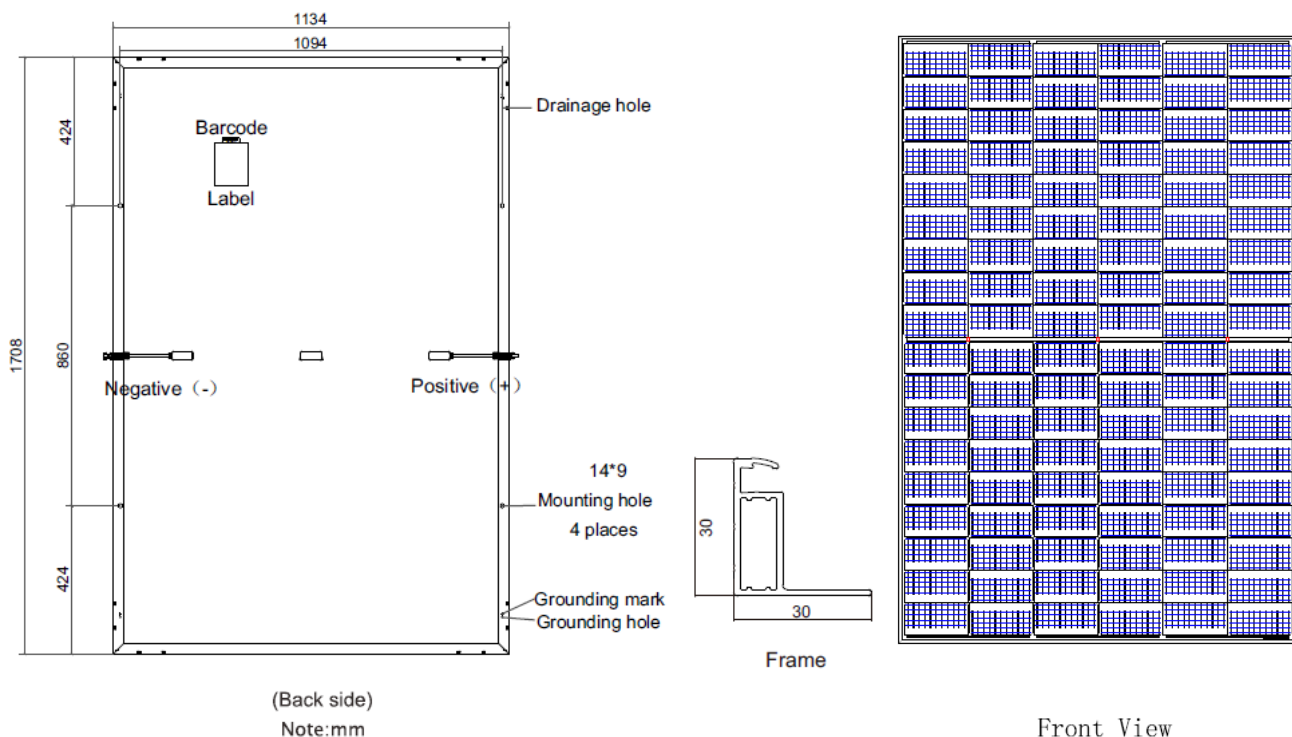 1134
1094
Drainage hole
424
Barcode
Label
1708
860
Negative（-）
Positive（+）
14*9
Mounting hole
4 places
30
424
Grounding mark
Grounding hole
30
Frame
(Back side)
Note:mm
Front View